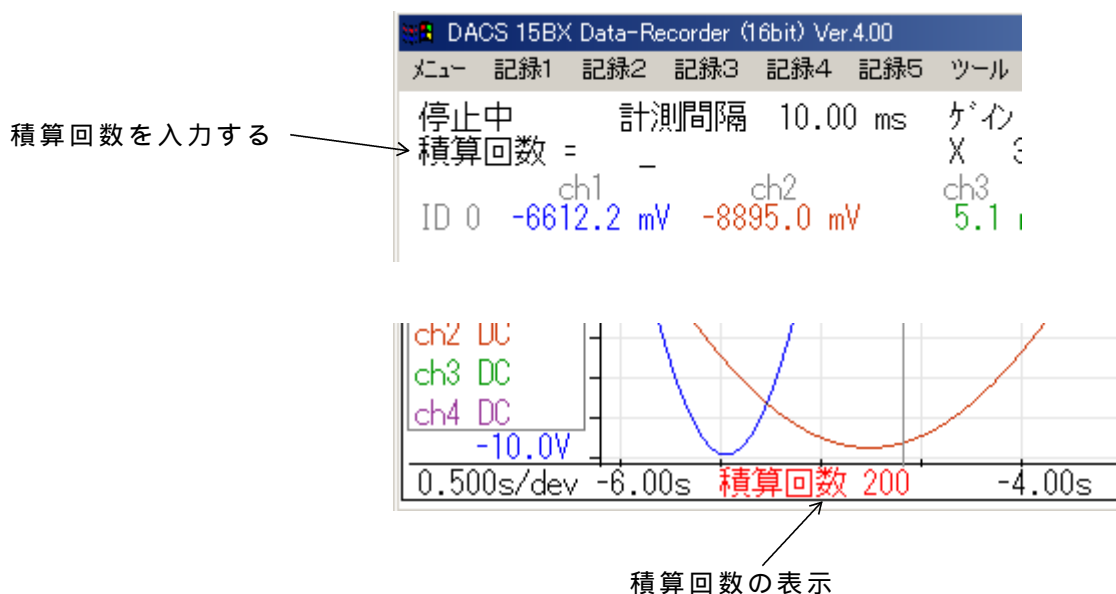 DACS 15BX Data-Recorder (16bit) Ver.4.00
ﾒﾆｭｰ 記録1 記録2 記録3 記録4 記録5 ツール
停止中 計測間隔 10.00 ms ｹﾞｲﾝ
積算回数を入力する
積算回数 = _ X
ch1 ch2 ch3
ID 0 -6612.2 mV -8895.0 mV 5.1
ch2 DC
ch3 DC
ch4 DC
-10.0V
0.500s/dev -6.00s 積算回数 200 -4.00s
積算回数の表示